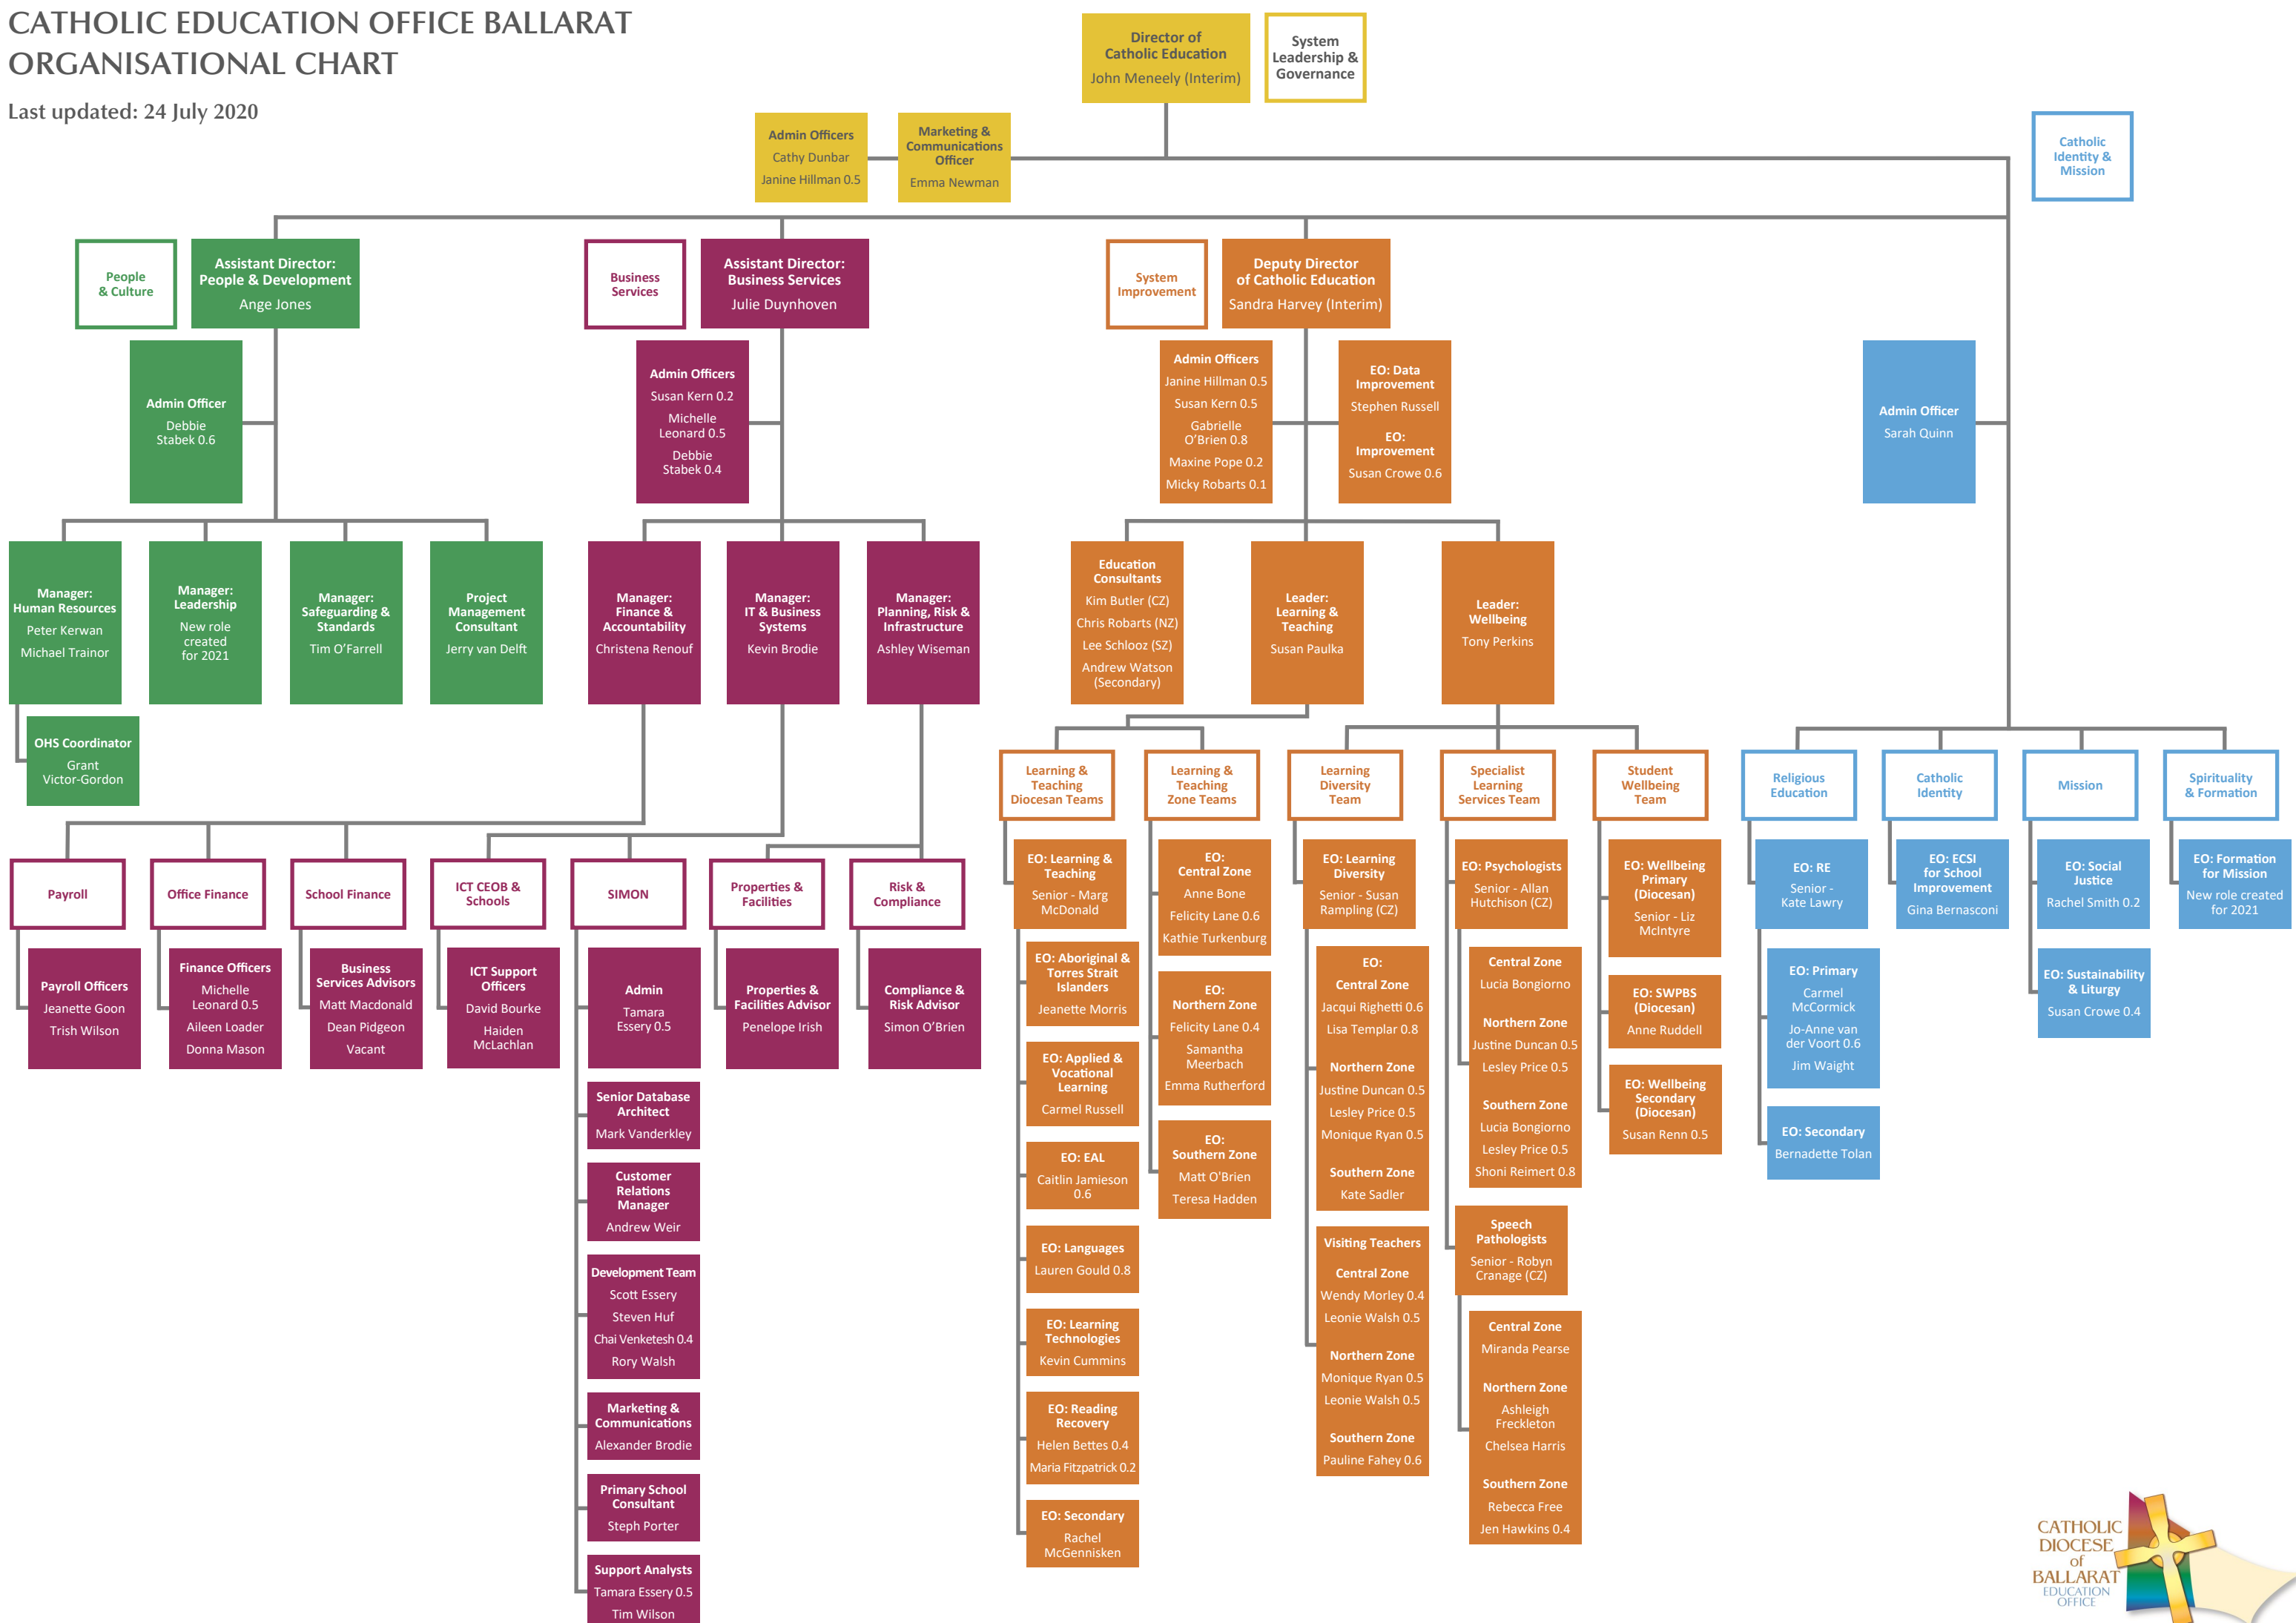 CATHOLIC EDUCATION OFFICE BALLARAT
ORGANISATIONAL CHART
Last updated: 24 July 2020
Director of
Catholic Education
John Meneely (Interim)
System
Leadership &
Governance
Admin Officers
Cathy Dunbar
Janine Hillman 0.5
Marketing &
Communications
Officer
Emma Newman
Catholic
Identity &
Mission
People
& Culture
Assistant Director:
People & Development
Ange Jones
Business
Services
Assistant Director:
Business Services
Julie Duynhoven
System
Improvement
Deputy Director
of Catholic Education
Sandra Harvey (Interim)
Admin Officer
Debbie
Stabek 0.6
Admin Officers
Susan Kern 0.2
Michelle
Leonard 0.5
Debbie
Stabek 0.4
Admin Officers
Janine Hillman 0.5
Susan Kern 0.5
Gabrielle
O'Brien 0.8
Maxine Pope 0.2
Micky Robarts 0.1
EO: Data
Improvement
Stephen Russell
EO:
Improvement
Susan Crowe 0.6
Admin Officer
Sarah Quinn
Manager:
Human Resources
Peter Kerwan
Michael Trainor
Manager:
Leadership
New role
created
for 2021
Manager:
Safeguarding &
Standards
Tim O'Farrell
Project
Management
Consultant
Jerry van Delft
Manager:
Finance &
Accountability
Christena Renouf
Manager:
IT & Business
Systems
Kevin Brodie
Manager:
Planning, Risk &
Infrastructure
Ashley Wiseman
Education
Consultants
Kim Butler (CZ)
Chris Robarts (NZ)
Lee Schlooz (SZ)
Andrew Watson
(Secondary)
Leader:
Learning &
Teaching
Susan Paulka
Leader:
Wellbeing
Tony Perkins
OHS Coordinator
Grant
Victor-Gordon
Learning &
Teaching
Diocesan Teams
Learning &
Teaching
Zone Teams
Learning
Diversity
Team
Specialist
Learning
Services Team
Student
Wellbeing
Team
Religious
Education
Catholic
Identity
Mission
Spirituality
& Formation
Payroll
Office Finance
School Finance
ICT CEOB &
Schools
SIMON
Properties &
Facilities
Risk &
Compliance
Payroll Officers
Jeanette Goon
Trish Wilson
Finance Officers
Michelle
Leonard 0.5
Aileen Loader
Donna Mason
Business
Services Advisors
Matt Macdonald
Dean Pidgeon
Vacant
ICT Support
Officers
David Bourke
Haiden
McLachlan
Admin
Tamara
Essery 0.5
Senior Database
Architect
Mark Vanderkley
Customer
Relations
Manager
Andrew Weir
Development Team
Scott Essery
Steven Huf
Chai Venketesh 0.4
Rory Walsh
Marketing &
Communications
Alexander Brodie
Primary School
Consultant
Steph Porter
Support Analysts
Tamara Essery 0.5
Tim Wilson
Properties &
Facilities Advisor
Penelope Irish
Compliance &
Risk Advisor
Simon O'Brien
EO: Learning &
Teaching
Senior - Marg
McDonald
EO: Aboriginal &
Torres Strait
Islanders
Jeanette Morris
EO: Applied &
Vocational
Learning
Carmel Russell
EO: EAL
Caitlin Jamieson
0.6
EO: Languages
Lauren Gould 0.8
EO: Learning
Technologies
Kevin Cummins
EO: Reading
Recovery
Helen Bettes 0.4
Maria Fitzpatrick 0.2
EO: Secondary
Rachel
McGennisken
EO:
Central Zone
Anne Bone
Felicity Lane 0.6
Kathie Turkenburg
EO:
Northern Zone
Felicity Lane 0.4
Samantha
Meerbach
Emma Rutherford
EO:
Southern Zone
Matt O'Brien
Teresa Hadden
EO: Learning
Diversity
Senior - Susan
Rampling (CZ)
EO:
Central Zone
Jacqui Righetti 0.6
Lisa Templar 0.8
Northern Zone
Justine Duncan 0.5
Lesley Price 0.5
Monique Ryan 0.5
Southern Zone
Kate Sadler
Visiting Teachers
Central Zone
Wendy Morley 0.4
Leonie Walsh 0.5
Northern Zone
Monique Ryan 0.5
Leonie Walsh 0.5
Southern Zone
Pauline Fahey 0.6
EO: Psychologists
Senior - Allan
Hutchison (CZ)
Central Zone
Lucia Bongiorno
Northern Zone
Justine Duncan 0.5
Lesley Price 0.5
Southern Zone
Lucia Bongiorno
Lesley Price 0.5
Shoni Reimert 0.8
Speech
Pathologists
Senior - Robyn
Cranage (CZ)
Central Zone
Miranda Pearse
Northern Zone
Ashleigh
Freckleton
Chelsea Harris
Southern Zone
Rebecca Free
Jen Hawkins 0.4
EO: Wellbeing
Primary
(Diocesan)
Senior - Liz
McIntyre
EO: SWPBS
(Diocesan)
Anne Ruddell
EO: Wellbeing
Secondary
(Diocesan)
Susan Renn 0.5
EO: RE
Senior -
Kate Lawry
EO: Primary
Carmel
McCormick
Jo-Anne van
der Voort 0.6
Jim Waight
EO: Secondary
Bernadette Tolan
EO: ECSI
for School
Improvement
Gina Bernasconi
EO: Social
Justice
Rachel Smith 0.2
EO: Sustainability
& Liturgy
Susan Crowe 0.4
EO: Formation
for Mission
New role created
for 2021
CATHOLIC
DIOCESE
of
BALLARAT
EDUCATION
OFFICE